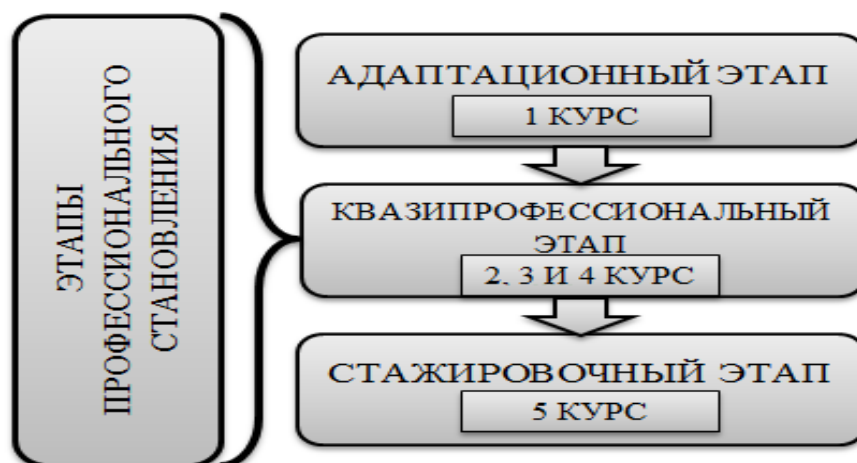 ЭТАПЫ
ПРОФЕССИОНАЛЬНОГО
СТАНОВЛЕНИЯ
АДАПТАЦИОННЫЙ ЭТАП
1 КУРС
КВАЗИПРОФЕССИОНАЛЬНЫЙ
ЭТАП
2, 3 И 4 КУРС
СТАЖИРОВОЧНЫЙ ЭТАП
5 КУРС